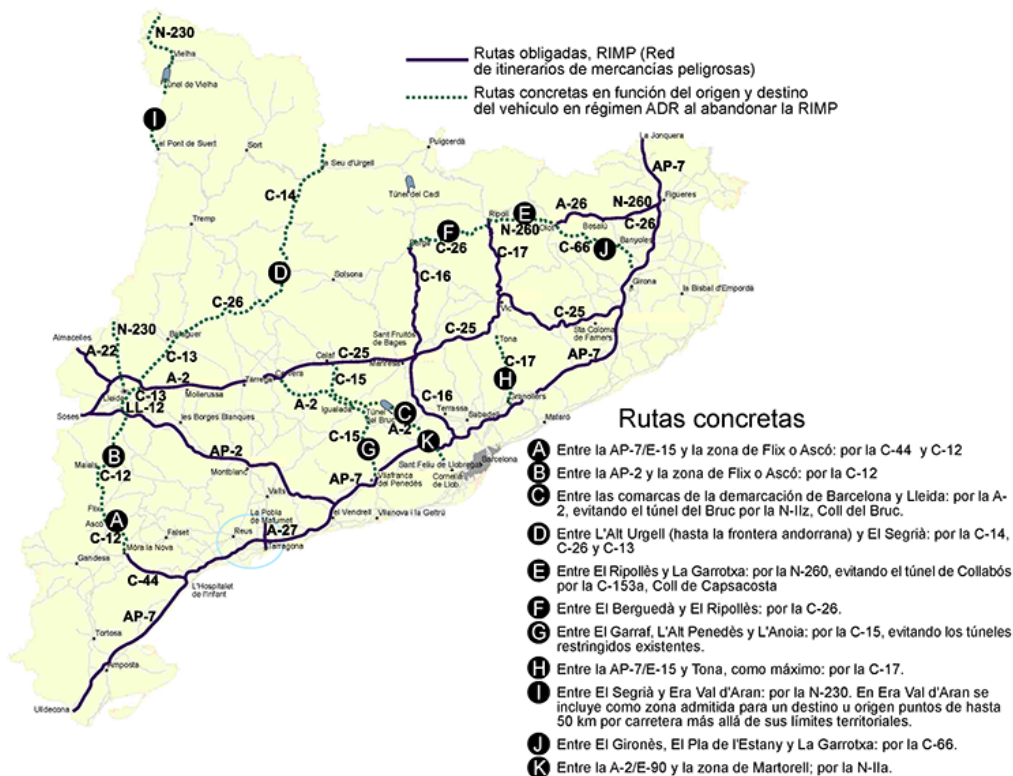 N-230
Vielha
Túnel de Vielha
I
el Pont de Suert
Rutas obligadas, RIMP (Red
de itinerarios de mercancías peligrosas)
Rutas concretas en función del origen y destino
del vehículo en régimen ADR al abandonar la RIMP
Sort
la Seu d'Urgell
Puigcerdà
la Jonquera
AP-7
Túnel del Cadí
C-14
Figueres
Tremp
Ripoll
E
A-26
N-260
F
N-260
Olot
Besalú
C-26
Berga
C-26
C-17
C-66
J
Banyoles
D
Solsona
C-16
Girona
la Bisbal d'Empordà
C-26
Vic
C-25
N-230
Balaguer
Sant Fruitós
de Bages
C-25
Sta Coloma
de Farners
Almacelles
A-22
C-13
Calaf
C-25
Manresa
Tona
C-17
AP-7
A-2
Tàrrega
Cervera
C-15
H
Granollers
Lleida
C-13
Mollerussa
A-2
Igualada
Túnel
del Bruc
C
C-16
Terrassa
Sabadell
Mataró
Soses
LL-12
les Borges Blanques
C-15
A-2
K
G
AP-2
Sant Feliu de Llobregat
Barcelona
B
Maials
C-12
Montblanc
AP-7
Vilafranca
del Penedès
Cornellà
de Llob.
Valls
Flix
el Vendrell
Vilanova i la Geltrú
Ascó
A
La Pobla
de Mafumet
Reus
A-27
C-12
Falset
Tarragona
Móra la Nova
Gandesa
C-44
L'Hospitalet
de l'Infant
AP-7
Tortosa
Amposta
Ulldecona
Rutas concretas
A Entre la AP-7/E-15 y la zona de Flix o Ascó: por la C-44 y C-12
B Entre la AP-2 y la zona de Flix o Ascó: por la C-12
C Entre las comarcas de la demarcación de Barcelona y Lleida: por la A-
2, evitando el túnel del Bruc por la N-IIz, Coll del Bruc.
D Entre L'Alt Urgell (hasta la frontera andorrana) y El Segrià: por la C-14,
C-26 y C-13
E Entre El Ripollès y La Garrotxa: por la N-260, evitando el túnel de Collabós
por la C-153a, Coll de Capsacosta
F Entre El Berguedà y El Ripollès: por la C-26.
G Entre El Garraf, L'Alt Penedès y L'Anoia: por la C-15, evitando los túneles
restringidos existentes.
H Entre la AP-7/E-15 y Tona, como máximo: por la C-17.
I Entre El Segrià y Era Val d'Aran: por la N-230. En Era Val d'Aran se
incluye como zona admitida para un destino u origen puntos de hasta
50 km por carretera más allá de sus límites territoriales.
J Entre El Gironès, El Pla de l'Estany y La Garrotxa: por la C-66.
K Entre la A-2/E-90 y la zona de Martorell; por la N-IIa.